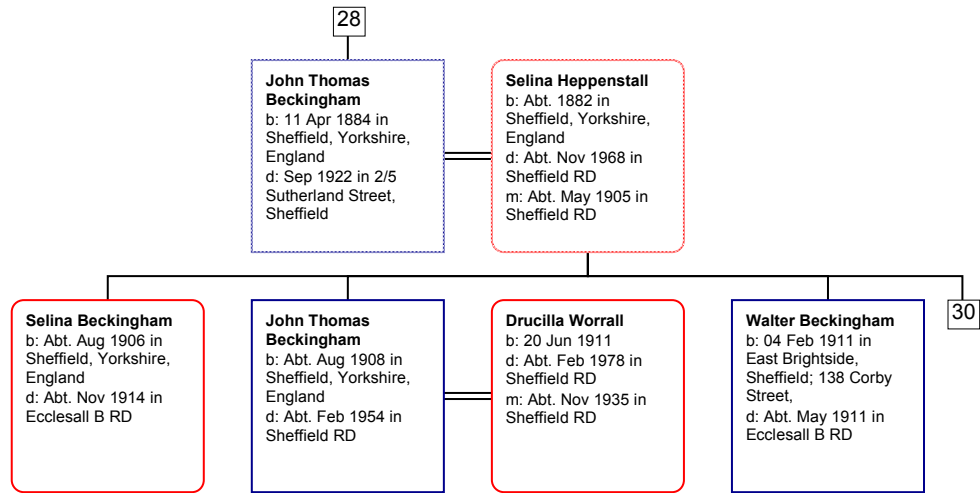 28
John Thomas
Beckingham
b: 11 Apr 1884 in
Sheffield, Yorkshire,
England
d: Sep 1922 in 2/5
Sutherland Street,
Sheffield
Selina Heppenstall
b: Abt. 1882 in
Sheffield, Yorkshire,
England
d: Abt. Nov 1968 in
Sheffield RD
m: Abt. May 1905 in
Sheffield RD
Selina Beckingham
b: Abt. Aug 1906 in
Sheffield, Yorkshire,
England
d: Abt. Nov 1914 in
Ecclesall B RD
John Thomas
Beckingham
b: Abt. Aug 1908 in
Sheffield, Yorkshire,
England
d: Abt. Feb 1954 in
Sheffield RD
Drucilla Worrall
b: 20 Jun 1911
d: Abt. Feb 1978 in
Sheffield RD
m: Abt. Nov 1935 in
Sheffield RD
Walter Beckingham
b: 04 Feb 1911 in
East Brightside,
Sheffield; 138 Corby
Street,
d: Abt. May 1911 in
Ecclesall B RD
30